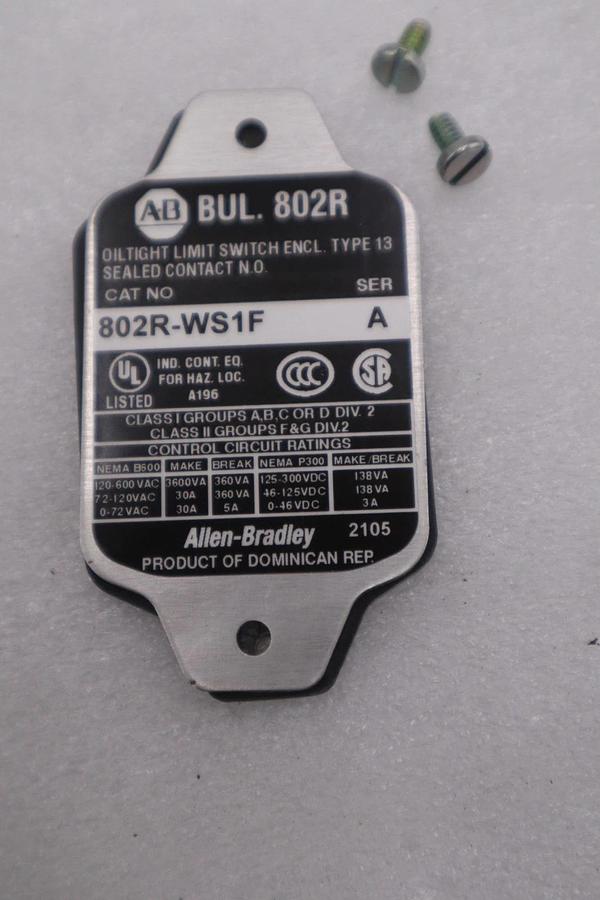 A-B BUL. 802R
OILTIGHT LIMIT SWITCH ENCL. TYPE 13
SEALED CONTACT N.O.
CAT NO SER
802R-WS1F A
UL LISTED IND. CONT. EQ.
FOR HAZ. LOC.
A196
CCC
SA
CLASS I GROUPS A,B,C OR D DIV. 2
CLASS II GROUPS F&G DIV.2
CONTROL CIRCUIT RATINGS
NEMA B600 MAKE BREAK NEMA P300 MAKE/BREAK
120-600 VAC 3600VA 360VA 125-300VDC 138VA
72-120VAC 30A 360VA 46-125VDC 138VA
0-72VAC 30A 5A 0-46VDC 3A
Allen-Bradley 2105
PRODUCT OF DOMINICAN REP.